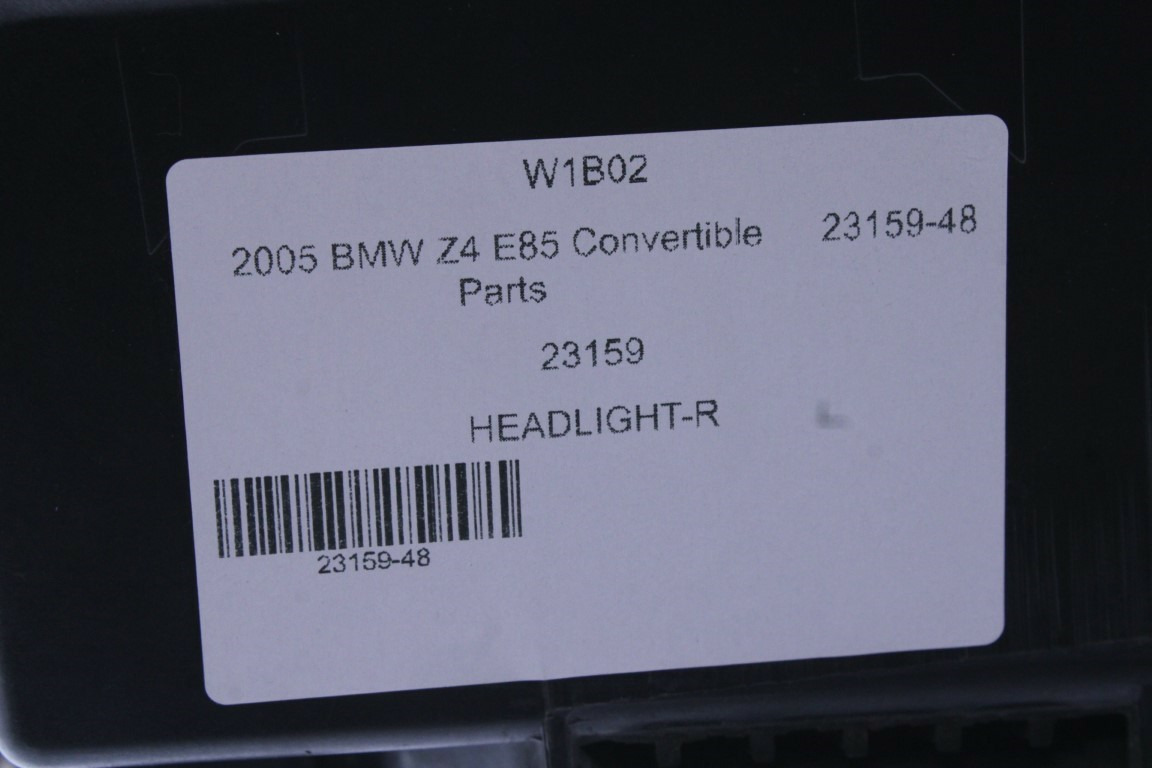 W1B02
2005 BMW Z4 E85 Convertible 23159-48
Parts
23159
HEADLIGHT-R
23159-48